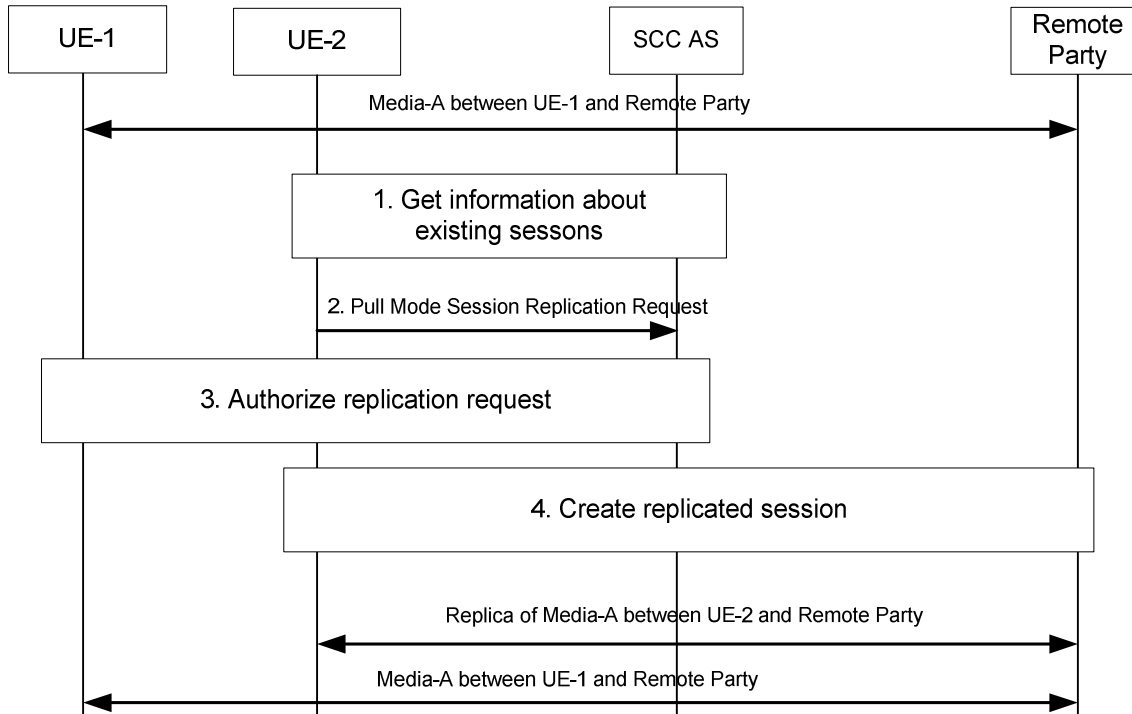 UE-1
UE-2
SCC AS
Remote
Party
Media-A between UE-1 and Remote Party
1. Get information about
existing sessons
2. Pull Mode Session Replication Request
3. Authorize replication request
4. Create replicated session
Replica of Media-A between UE-2 and Remote Party
Media-A between UE-1 and Remote Party